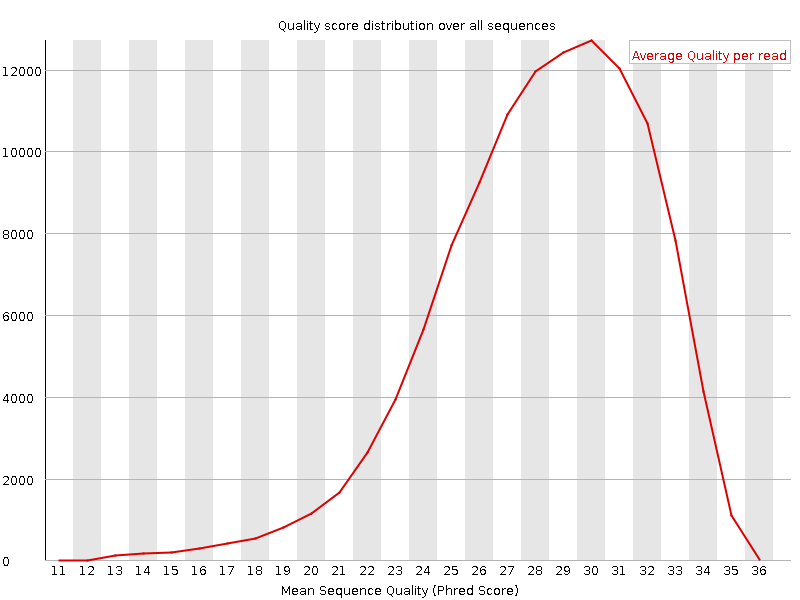 Quality score distribution over all sequences
Average Quality per read
12000
10000
8000
6000
4000
2000
0
11 12 13 14 15 16 17 18 19 20 21 22 23 24 25 26 27 28 29 30 31 32 33 34 35 36
Mean Sequence Quality (Phred Score)